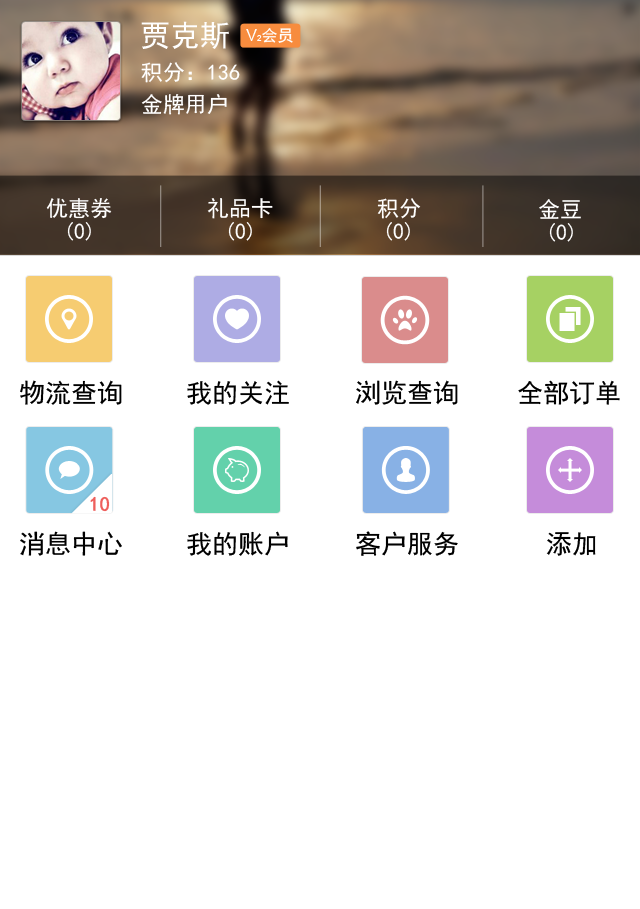 贾克斯 V₂会员
积分：136
金牌用户
优惠券 礼品卡 积分 金豆
(0) (0) (0) (0)
物流查询 我的关注 浏览查询 全部订单
10
消息中心 我的账户 客户服务 添加